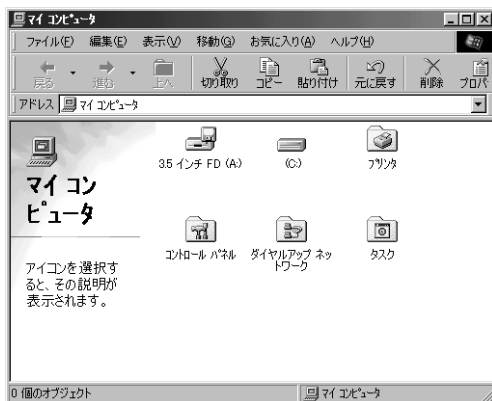 マイ コンピュータ
ファイル(F) 編集(E) 表示(V) 移動(G) お気に入り(A) ヘルプ(H)
戻る 進む 上へ 切り取り コピー 貼り付け 元に戻す 削除 プロパ
アドレス マイ コンピュータ
3.5 インチ FD (A:) (C:) プリンタ
マイ コン
ピュータ
コントロール パネル ダイヤルアップ ネッ タスク
トワーク
アイコンを選択す
ると、その説明が
表示されます。
0 個のオブジェクト マイ コンピュータ